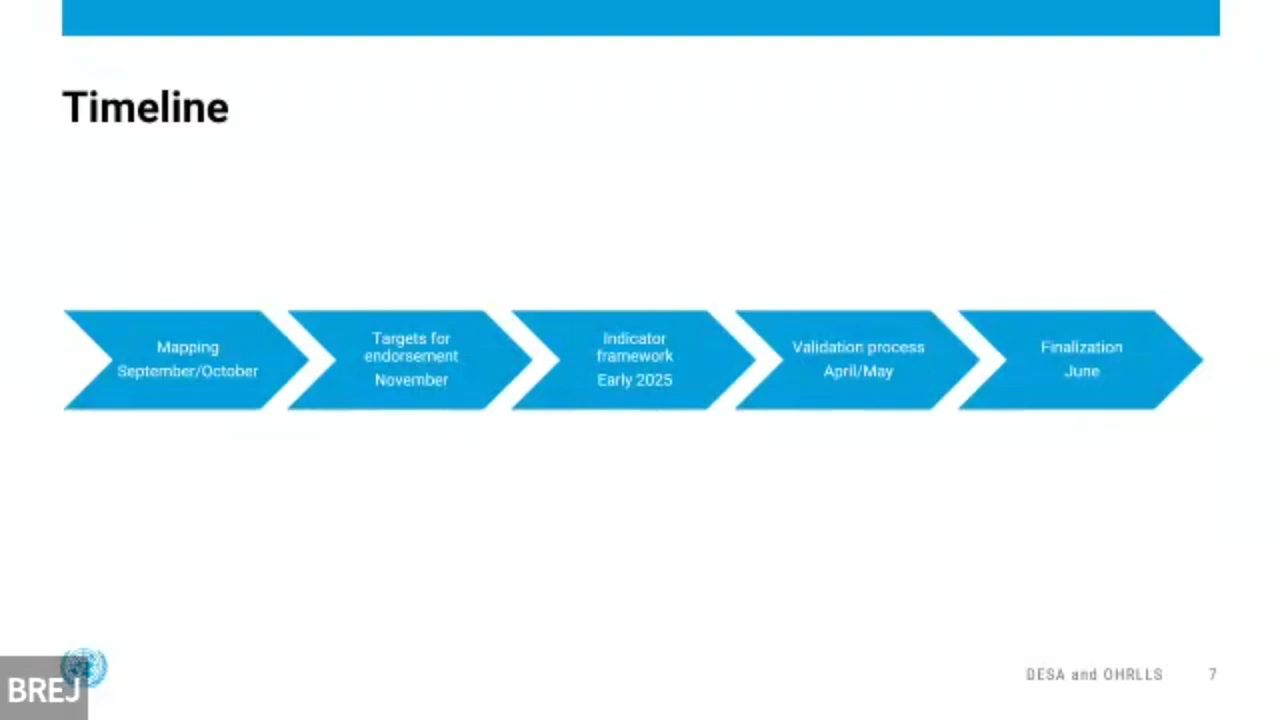 Timeline
Mapping
September/October
Targets for
endorsement
November
Indicator
framework
Early 2025
Validation process
April/May
Finalization
June
BREJ
DESA and OHRLLS
7